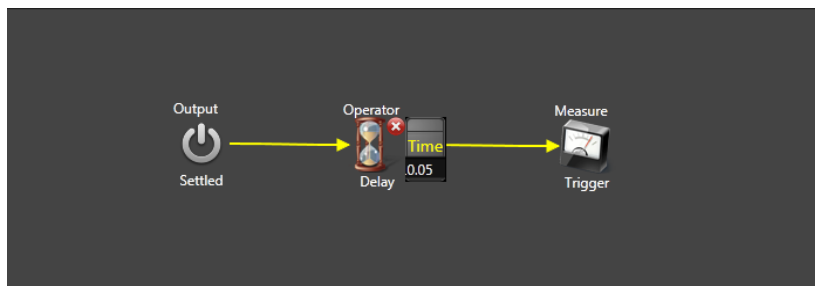 Output
Settled
Operator
Delay
Time
0.05
Measure
Trigger